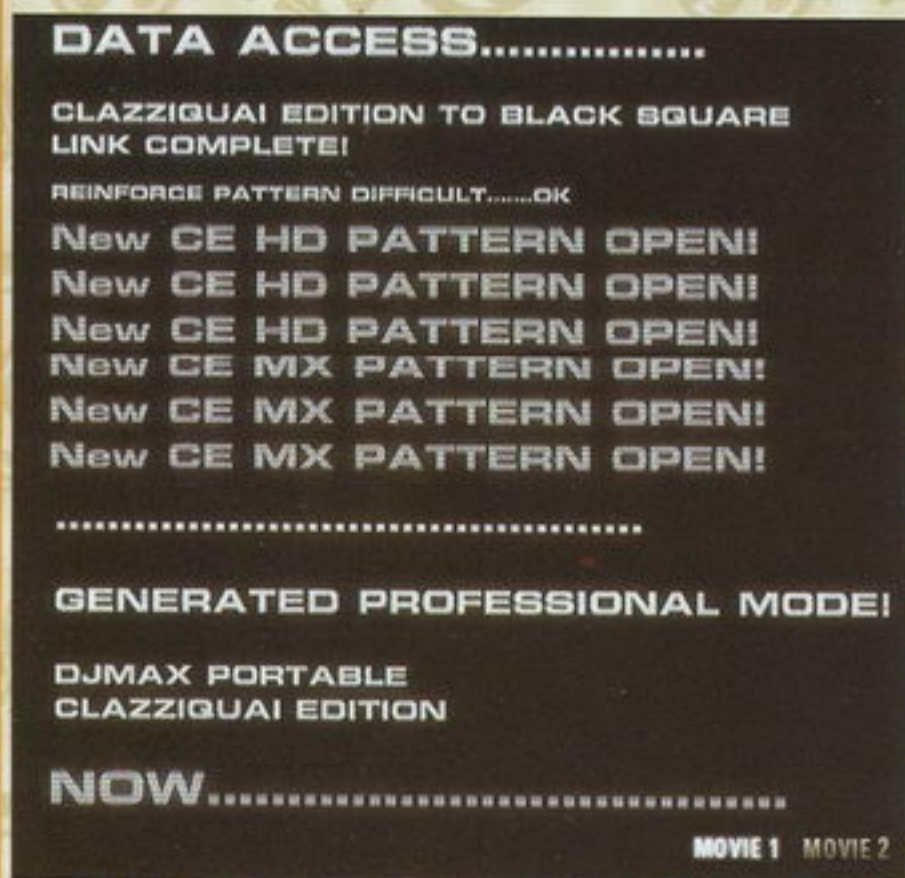 DATA ACCESS................
CLAZZIQUAI EDITION TO BLACK SQUARE
LINK COMPLETE!
REINFORCE PATTERN DIFFICULT.......OK
New CE HD PATTERN OPEN!
New CE HD PATTERN OPEN!
New CE HD PATTERN OPEN!
New CE MX PATTERN OPEN!
New CE MX PATTERN OPEN!
New CE MX PATTERN OPEN!
.............................................
GENERATED PROFESSIONAL MODE!
DJMAX PORTABLE
CLAZZIQUAI EDITION
NOW....................................
MOVIE 1 MOVIE 2